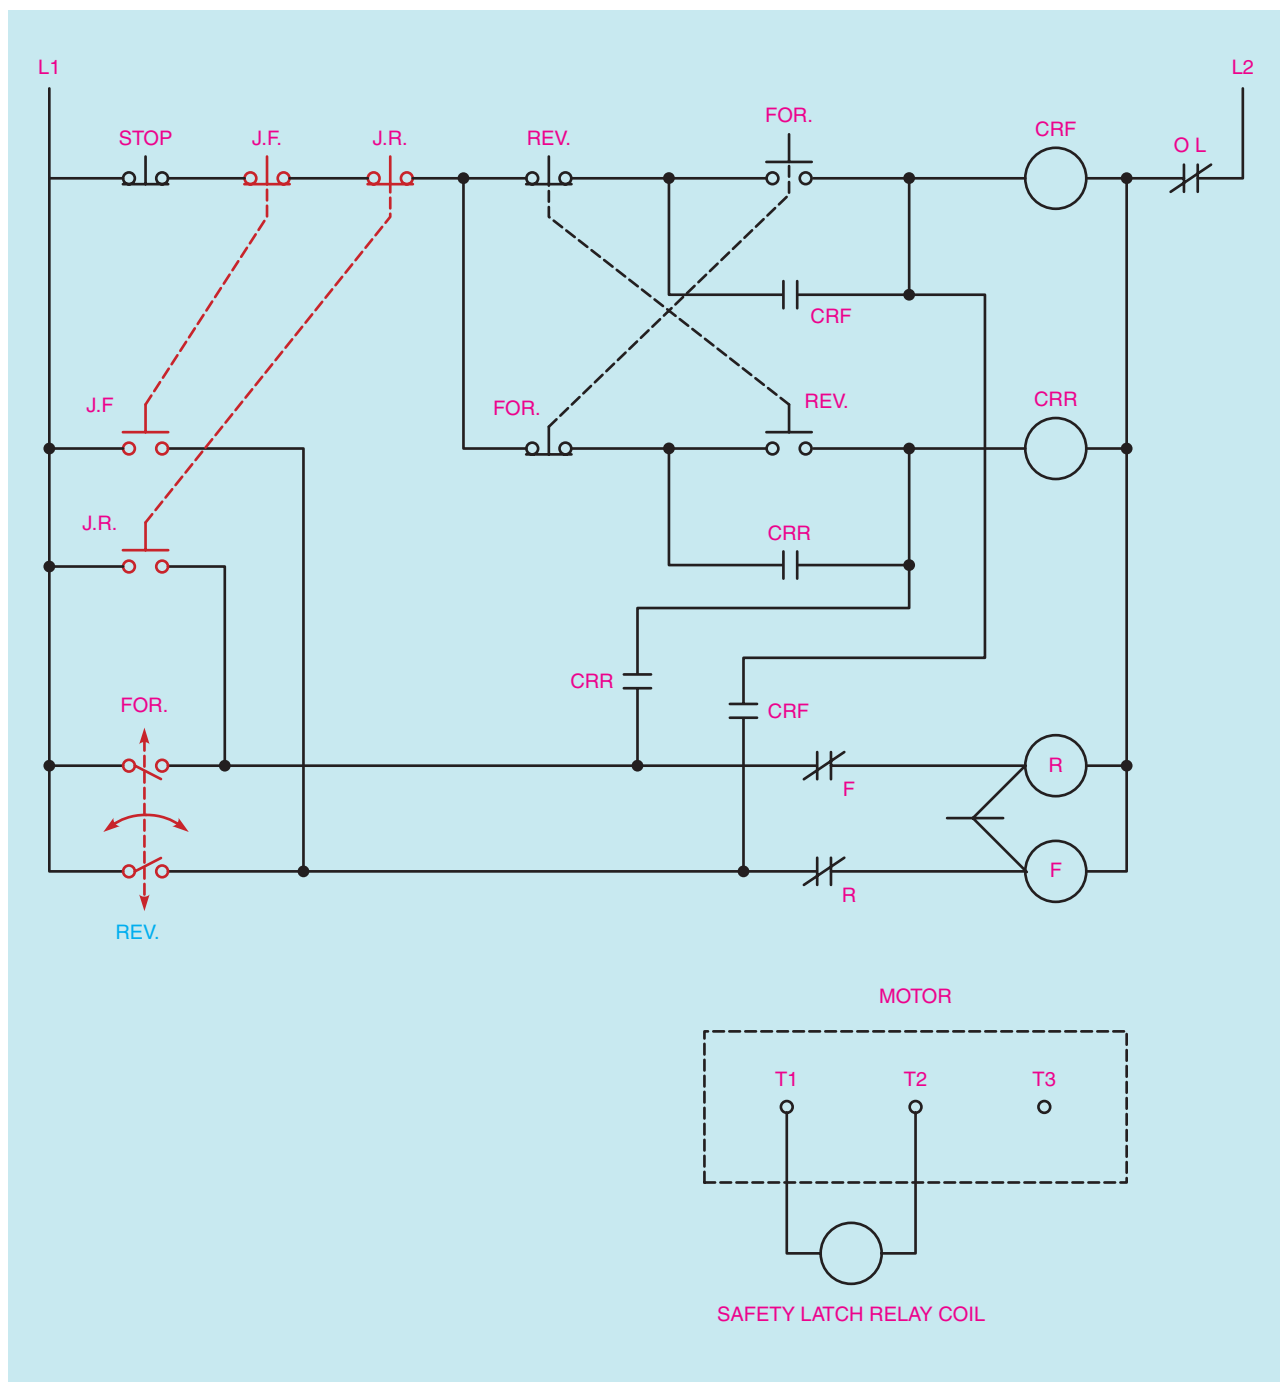 L1
L2
STOP
J.F.
J.R.
REV.
FOR.
CRF
O L
CRF
J.F
FOR.
REV.
CRR
J.R.
CRR
CRR
CRF
FOR.
F
R
R
F
REV.
MOTOR
T1
T2
T3
SAFETY LATCH RELAY COIL